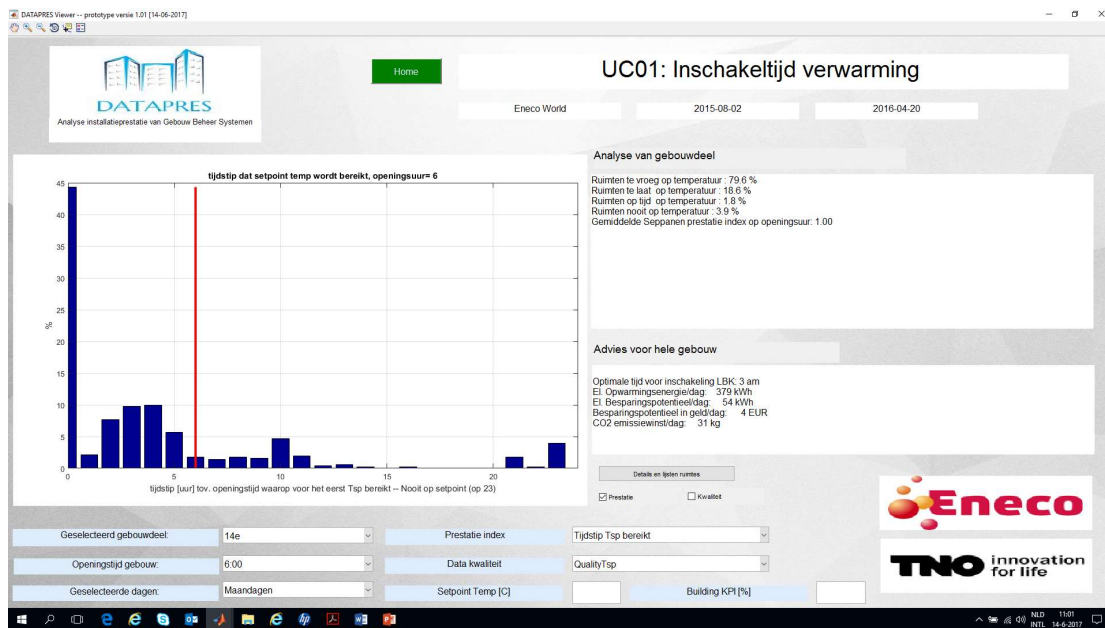 DATAPRES Viewer -- prototype versie 1.01 [14-06-2017]
DATAPRES
Analyse installatieprestatie van Gebouw Beheer Systemen
Home
UC01: Inschakeltijd verwarming
Eneco World
2015-08-02
2016-04-20
tijdstip dat setpoint temp wordt bereikt, openingsuur= 6
45
40
35
30
25
20
15
10
5
0
%
0
5
10
15
20
tijdstip [uur] tov. openingstijd waarop voor het eerst Tsp bereikt -- Nooit op setpoint (op 23)
Analyse van gebouwdeel
Ruimten te vroeg op temperatuur : 79.6 %
Ruimten te laat op temperatuur : 18.6 %
Ruimten op tijd op temperatuur : 1.8 %
Ruimten nooit op temperatuur : 3.9 %
Gemiddelde Seppanen prestatie index op openingsuur: 1.00
Advies voor hele gebouw
Optimale tijd voor inschakeling LBK: 3 am
El. Opwarmingsenergie/dag: 379 kWh
El. Besparingspotentieel/dag: 54 kWh
Besparingspotentieel in geld/dag: 4 EUR
CO2 emissiewinst/dag: 31 kg
Details en lijsten ruimtes
Prestatie
Kwaliteit
Eneco
TNO innovation
for life
Geselecteerd gebouwdeel:
14e
Prestatie index
Tijdstip Tsp bereikt
Openingstijd gebouw:
6:00
Data kwaliteit
QualityTsp
Geselecteerde dagen:
Maandagen
Setpoint Temp [C]
Building KPI [%]
NLD
INTL
11:01
14-6-2017